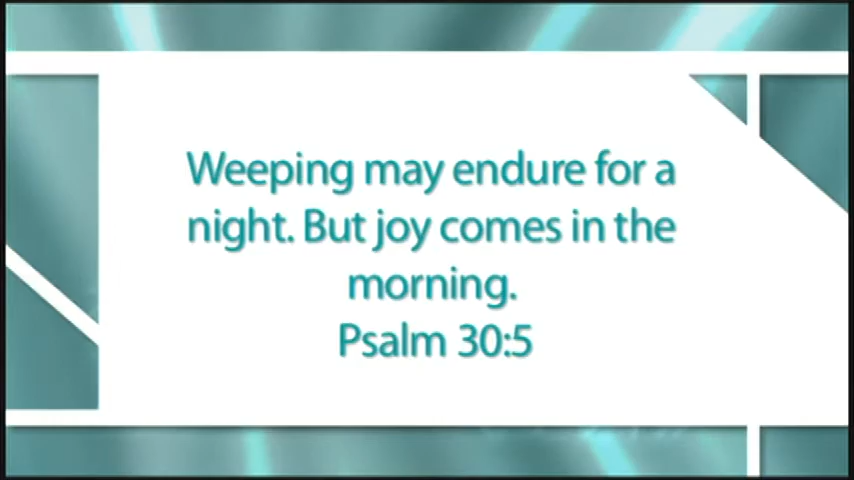 Weeping may endure for a
night. But joy comes in the
morning.
Psalm 30:5